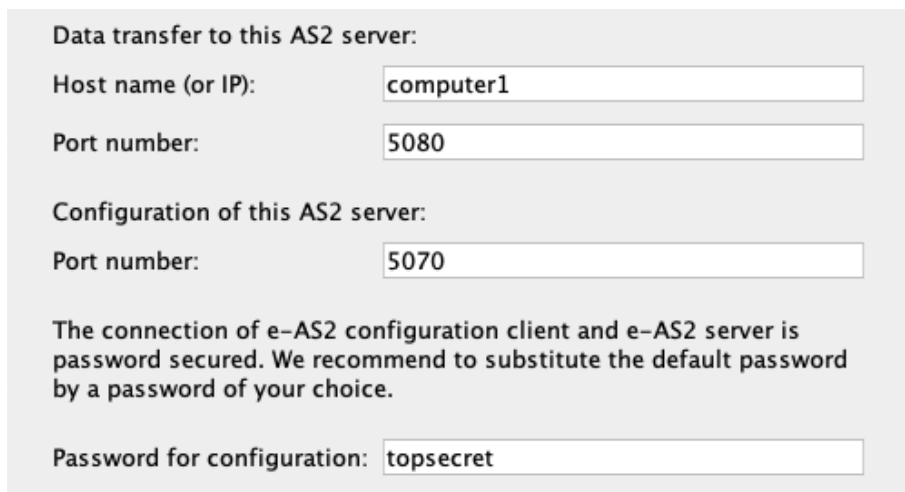 Data transfer to this AS2 server:
Host name (or IP): computer1
Port number: 5080
Configuration of this AS2 server:
Port number: 5070
The connection of e-AS2 configuration client and e-AS2 server is
password secured. We recommend to substitute the default password
by a password of your choice.
Password for configuration: topsecret